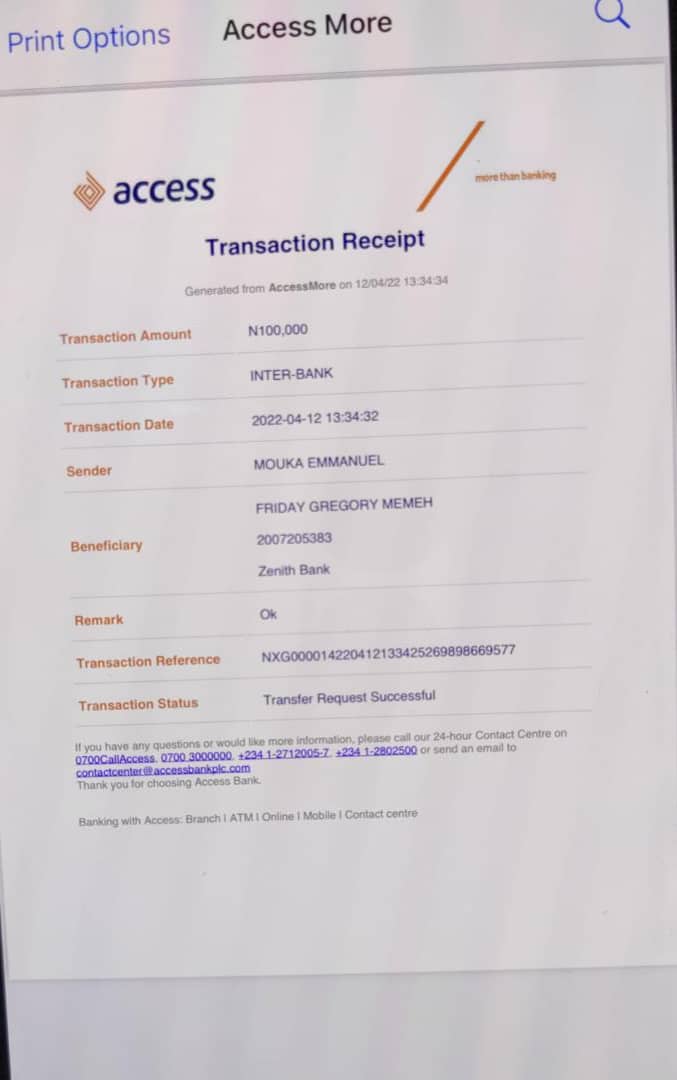 Print Options
Access More
access
more than banking
Transaction Receipt
Generated from AccessMore on 12/04/22 13:34:34
Transaction Amount N100,000
Transaction Type INTER-BANK
Transaction Date 2022-04-12 13:34:32
Sender MOUKA EMMANUEL
Beneficiary FRIDAY GREGORY MEMEH
2007205383
Zenith Bank
Remark Ok
Transaction Reference NXG000014220412133425269898669577
Transaction Status Transfer Request Successful
If you have any questions or would like more information, please call our 24-hour Contact Centre on
0700CallAccess, 0700 3000000, +234 1-2712005-7, +234 1-2802500 or send an email to
contactcenter@accessbankplc.com
Thank you for choosing Access Bank.
Banking with Access: Branch I ATM I Online I Mobile I Contact centre